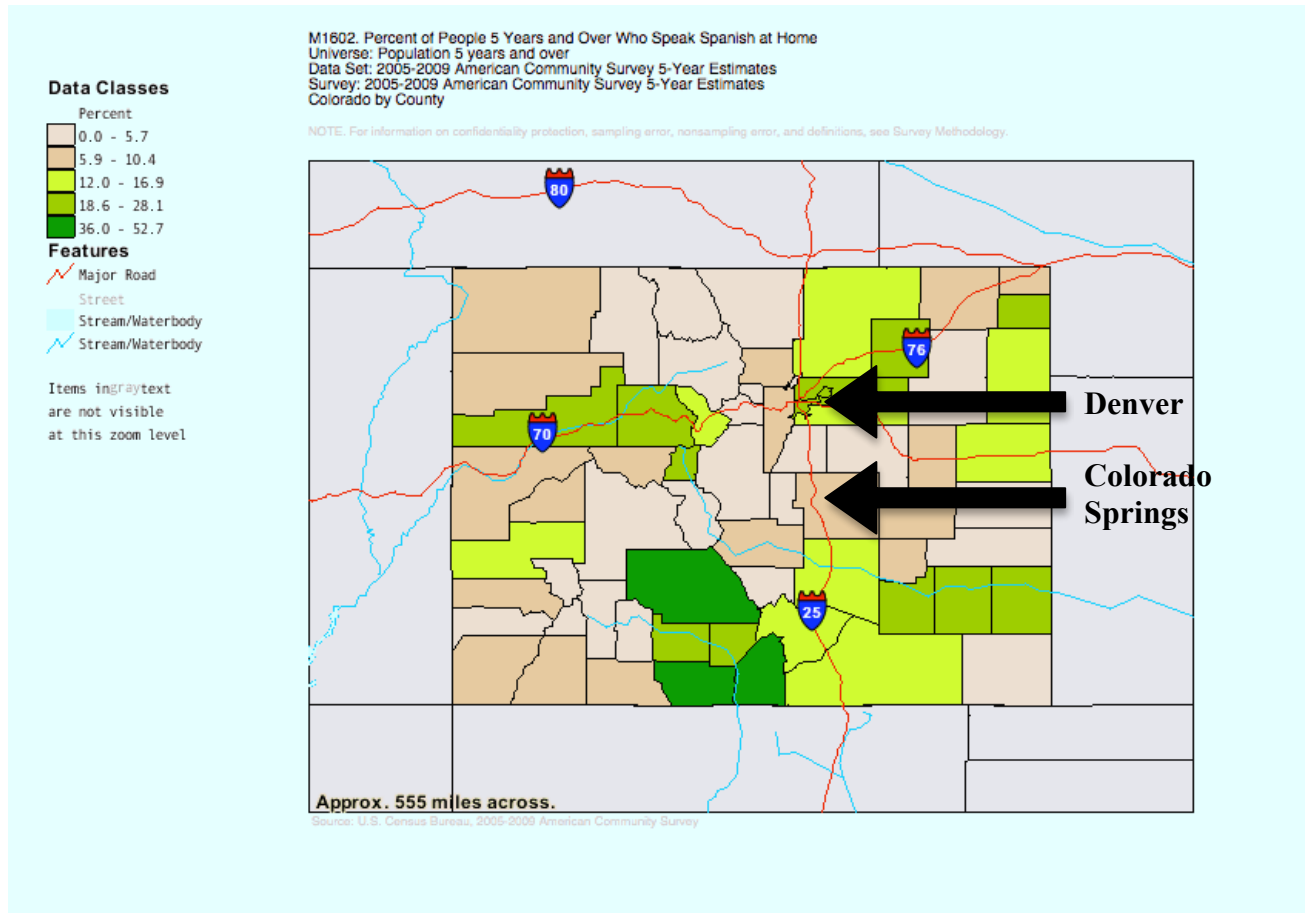 M1602. Percent of People 5 Years and Over Who Speak Spanish at Home
Universe: Population 5 years and over
Data Set: 2005-2009 American Community Survey 5-Year Estimates
Survey: 2005-2009 American Community Survey 5-Year Estimates
Colorado by County
NOTE. For information on confidentiality protection, sampling error, nonsampling error, and definitions, see Survey Methodology.
Data Classes
Percent
0.0 - 5.7
5.9 - 10.4
12.0 - 16.9
18.6 - 28.1
36.0 - 52.7
Features
Major Road
Street
Stream/Waterbody
Stream/Waterbody
Items in gray text
are not visible
at this zoom level
80
76
70
25
Denver
Colorado
Springs
Approx. 555 miles across.
Source: U.S. Census Bureau, 2005-2009 American Community Survey